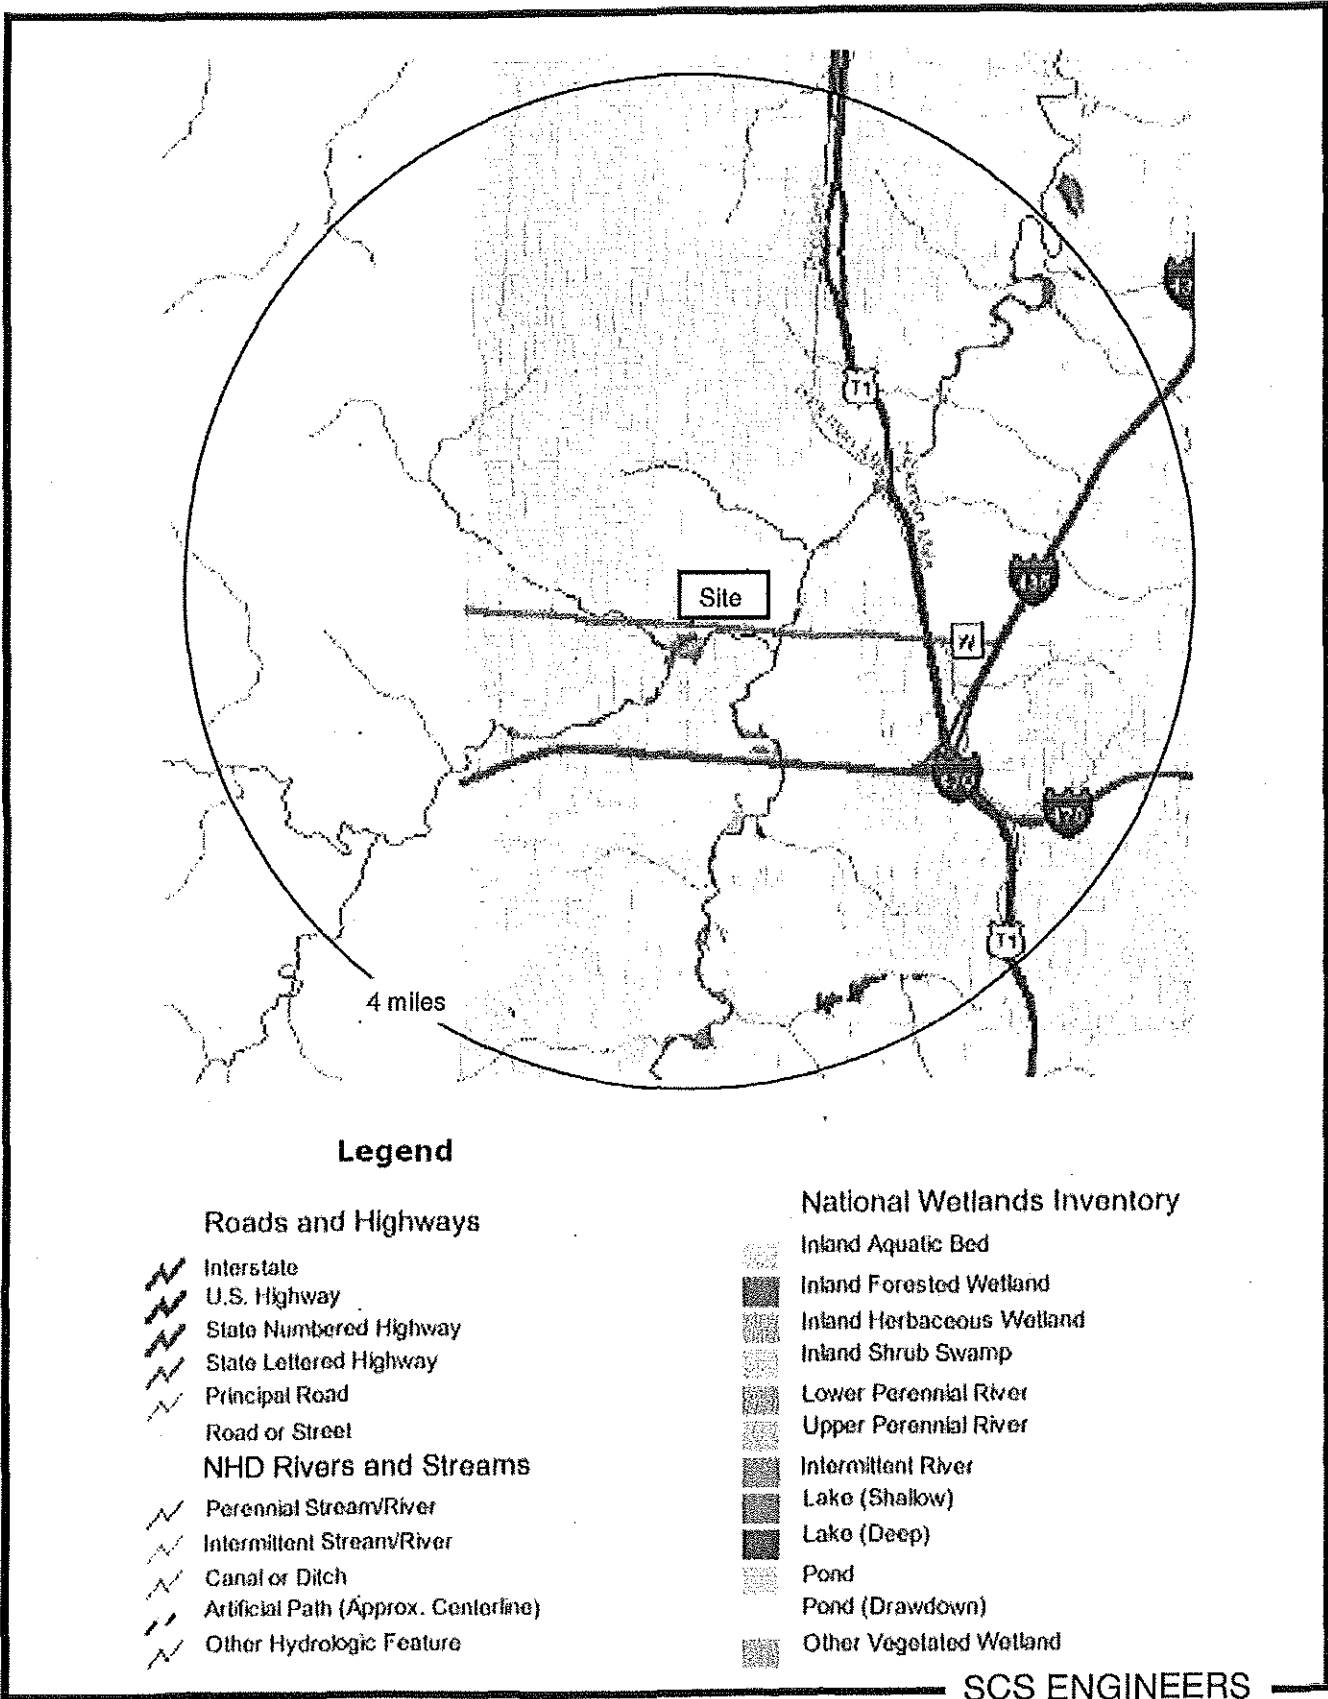 T1
Site
4 miles
T1
Legend
Roads and Highways
Interstate
U.S. Highway
State Numbered Highway
State Lettered Highway
Principal Road
Road or Street
NHD Rivers and Streams
Perennial Stream/River
Intermittent Stream/River
Canal or Ditch
Artificial Path (Approx. Centerline)
Other Hydrologic Feature
National Wetlands Inventory
Inland Aquatic Bed
Inland Forested Wetland
Inland Herbaceous Wetland
Inland Shrub Swamp
Lower Perennial River
Upper Perennial River
Intermittent River
Lake (Shallow)
Lake (Deep)
Pond
Pond (Drawdown)
Other Vegetated Wetland
SCS ENGINEERS